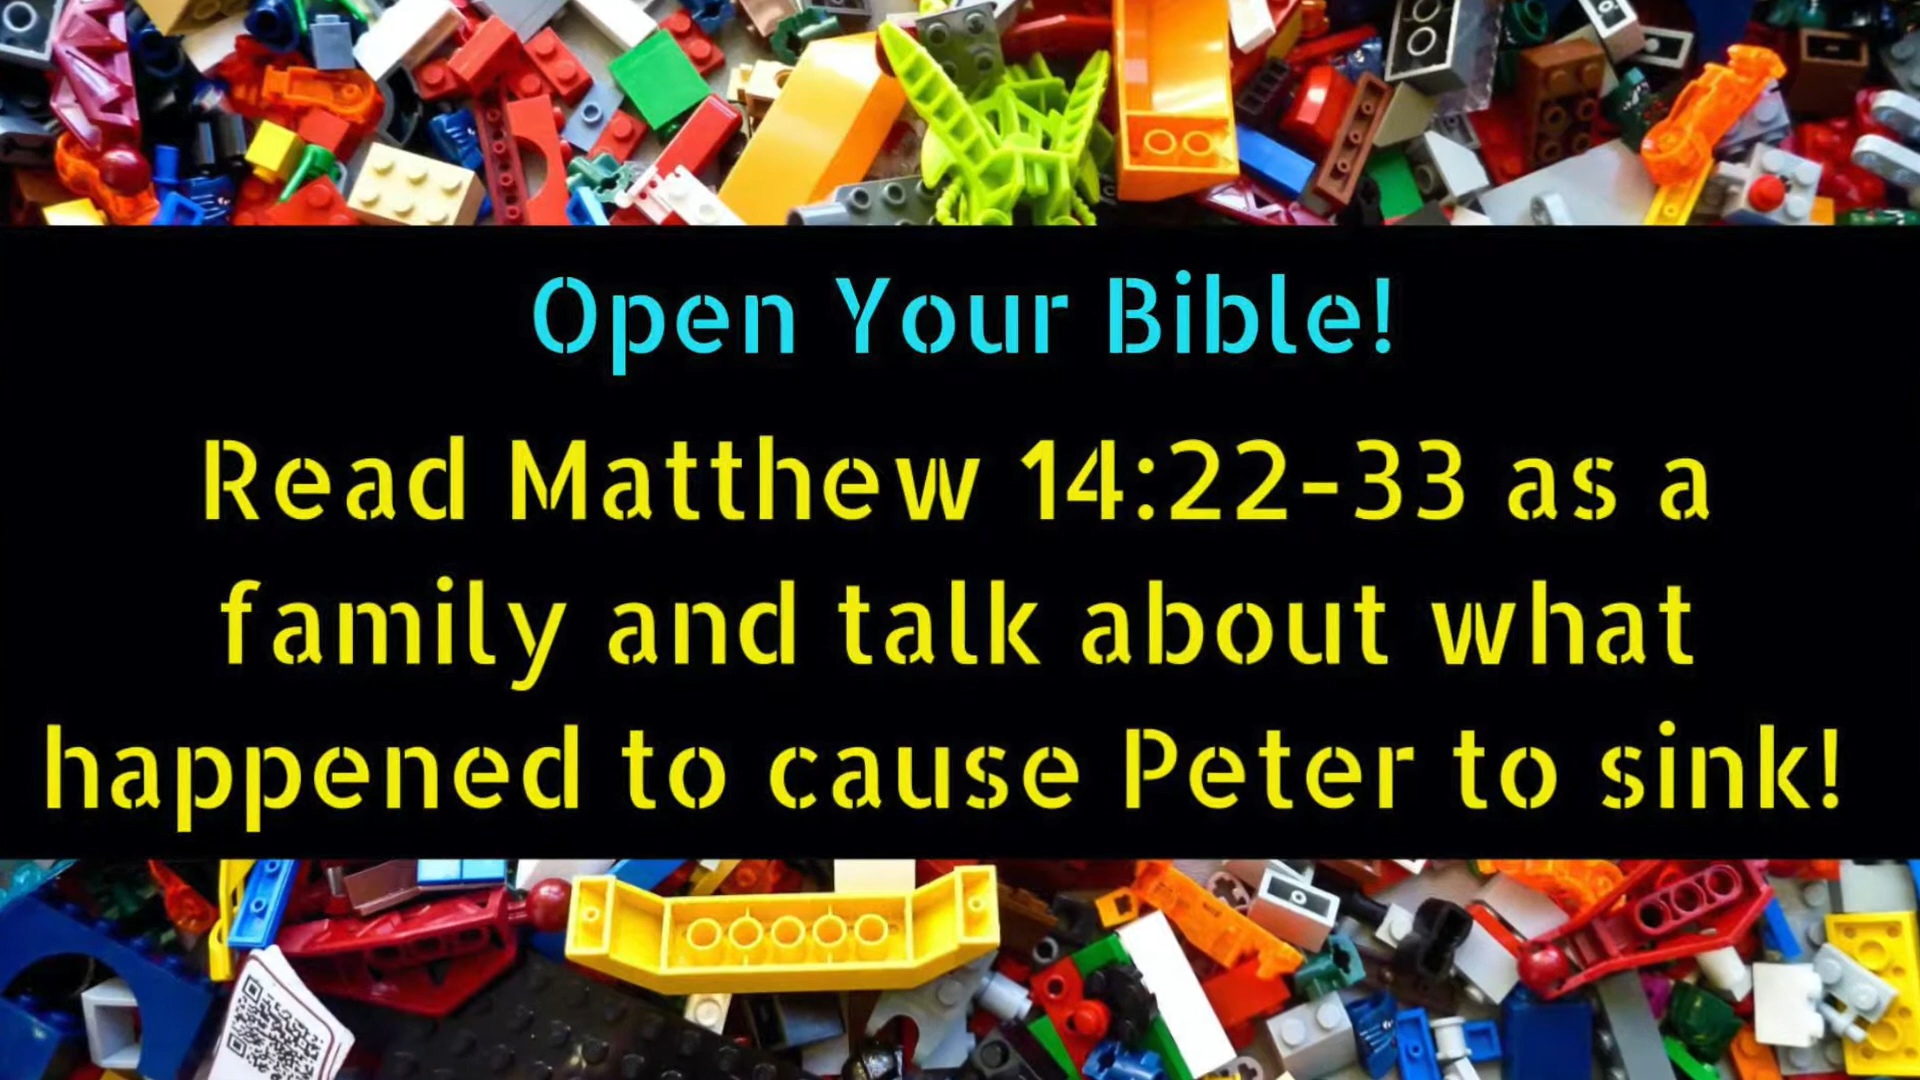 Open Your Bible!
Read Matthew 14:22-33 as a
family and talk about what
happened to cause Peter to sink!